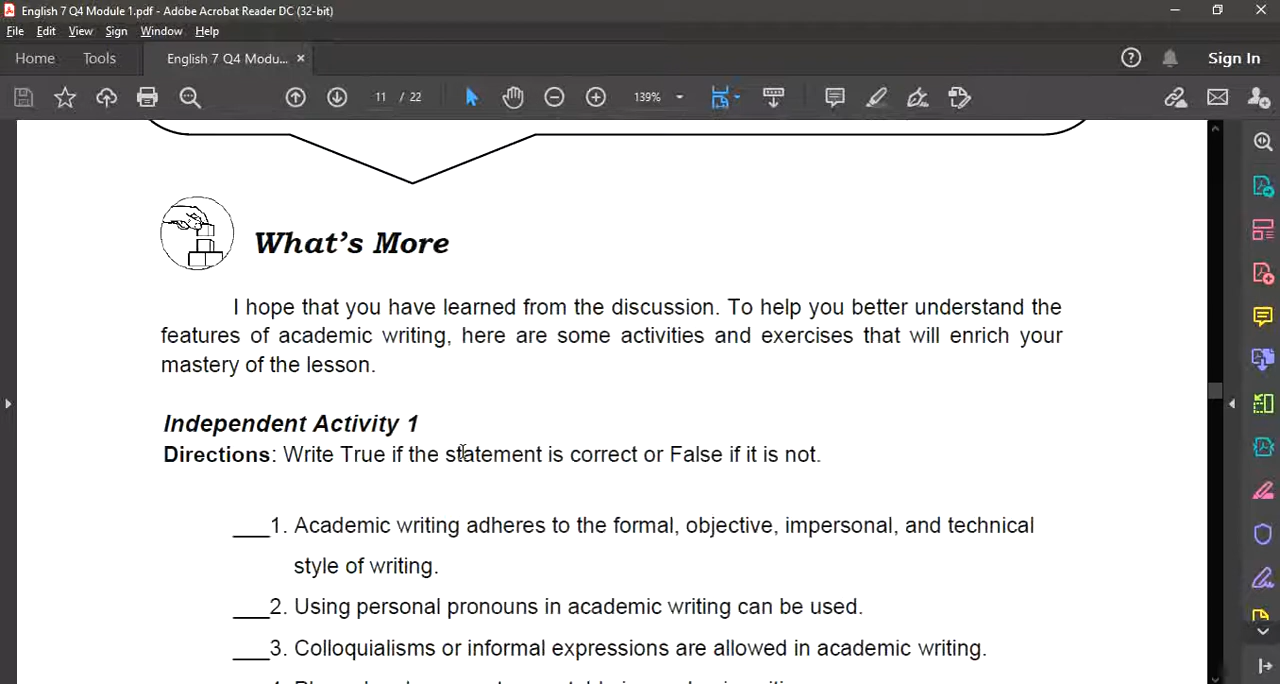 English 7 Q4 Module 1.pdf - Adobe Acrobat Reader DC (32-bit)
File Edit View Sign Window Help
Home Tools English 7 Q4 Modu... × Sign In
11 / 22 139%
What's More
I hope that you have learned from the discussion. To help you better understand the
features of academic writing, here are some activities and exercises that will enrich your
mastery of the lesson.
Independent Activity 1
Directions: Write True if the statement is correct or False if it is not.
___1. Academic writing adheres to the formal, objective, impersonal, and technical
style of writing.
___2. Using personal pronouns in academic writing can be used.
___3. Colloquialisms or informal expressions are allowed in academic writing.